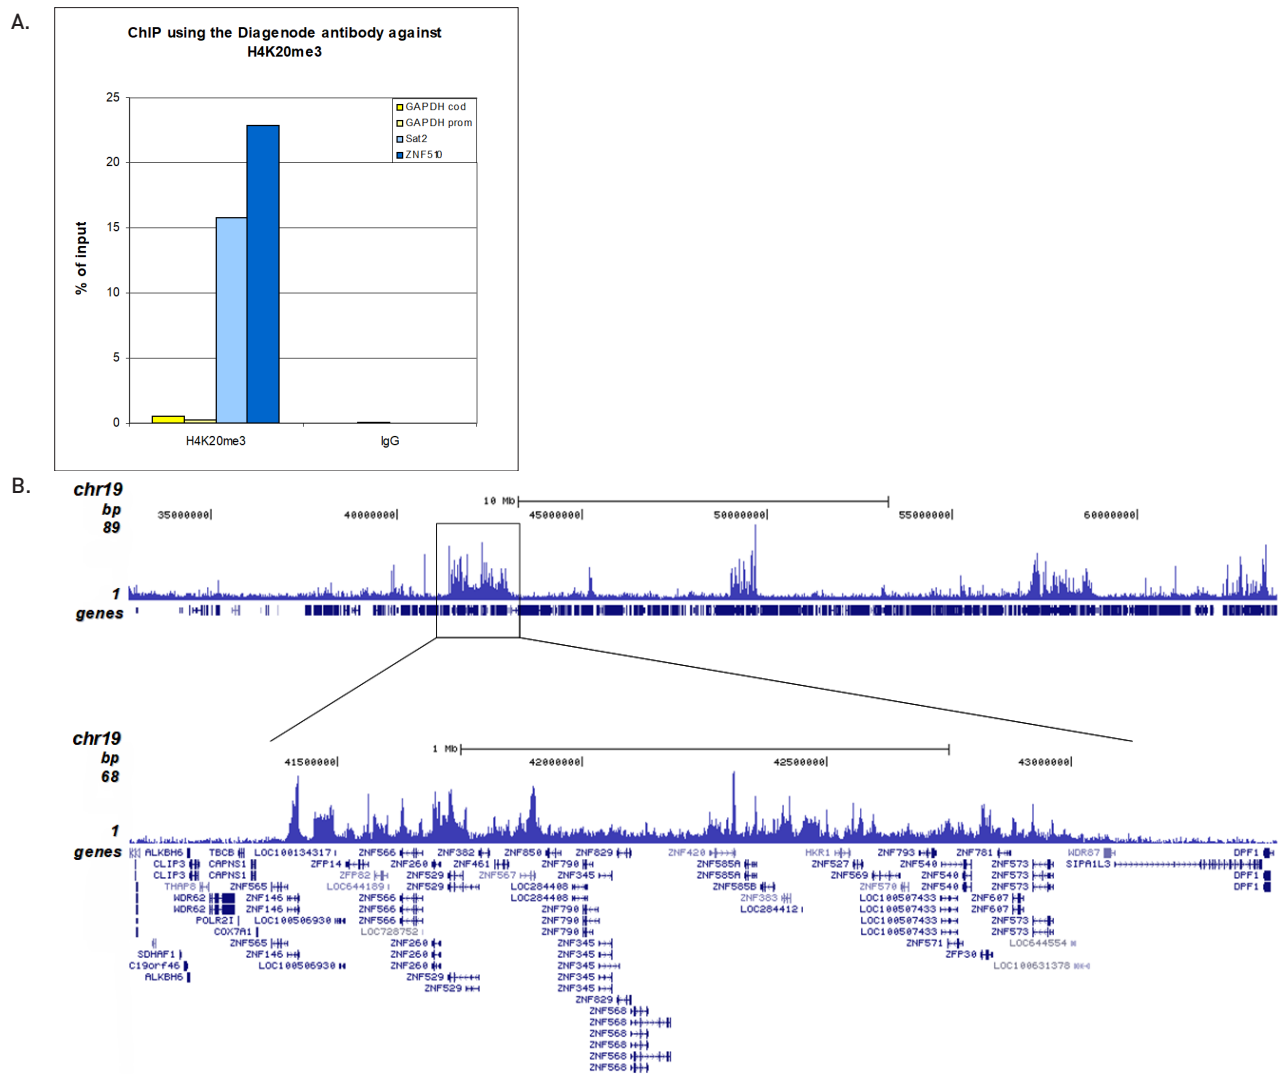 A.
ChIP using the Diagenode antibody against
H4K20me3
25
20
15
10
5
0
% of input
GAPDH cod
GAPDH prom
Sat2
ZNF510
H4K20me3 IgG
B.
chr19
10 Mb
bp 35000000 40000000 45000000 50000000 55000000 60000000
89
1
genes
chr19
1 Mb
bp 41500000 42000000 42500000 43000000
68
1
genes
ALKBH6 TBCB LOC100134317 ZNF566 ZNF382 ZNF850 ZNF829 ZNF420 HKR1 ZNF793 ZNF781 WDR87 DPF1
CLIP3 CAPNS1 ZFP14 ZNF260 ZNF461 ZNF790 ZNF585A ZNF527 ZNF540 ZNF573 SIPA1L3
CLIP3 CAPNS1 ZFP82 ZNF529 ZNF567 ZNF345 ZNF585A ZNF569 ZNF540 ZNF573 DPF1
THAP8 ZNF565 LOC644189 ZNF529 LOC284408 ZNF585B ZNF570 ZNF540 ZNF573 DPF1
WDR62 ZNF146 ZNF566 LOC284408 ZNF383 LOC100507433 ZNF607
WDR62 ZNF146 ZNF566 ZNF790 LOC284412 LOC100507433 ZNF607
POLR2I LOC100506930 ZNF566 ZNF790 LOC100507433 ZNF573
COX7A1 LOC728752 ZNF790 LOC100507433 ZNF573
ZNF565 ZNF260 ZNF345 ZNF571 LOC644554
SDHAF1 ZNF146 ZNF260 ZNF345 ZFP30
C19orf46 LOC100506930 ZNF260 ZNF345 LOC100631378
ALKBH6 ZNF529 ZNF345
ZNF529 ZNF345
ZNF829
ZNF568
ZNF568
ZNF568
ZNF568
ZNF568
ZNF568